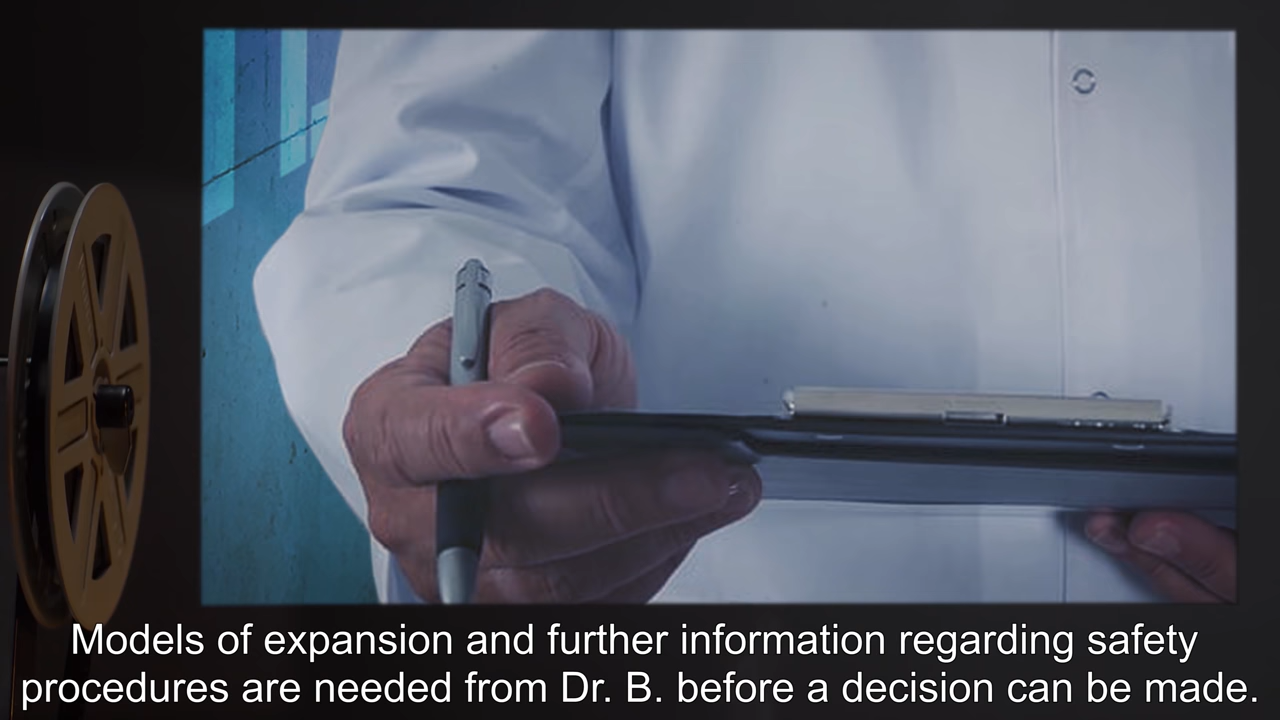 Models of expansion and further information regarding safety
procedures are needed from Dr. B. before a decision can be made.